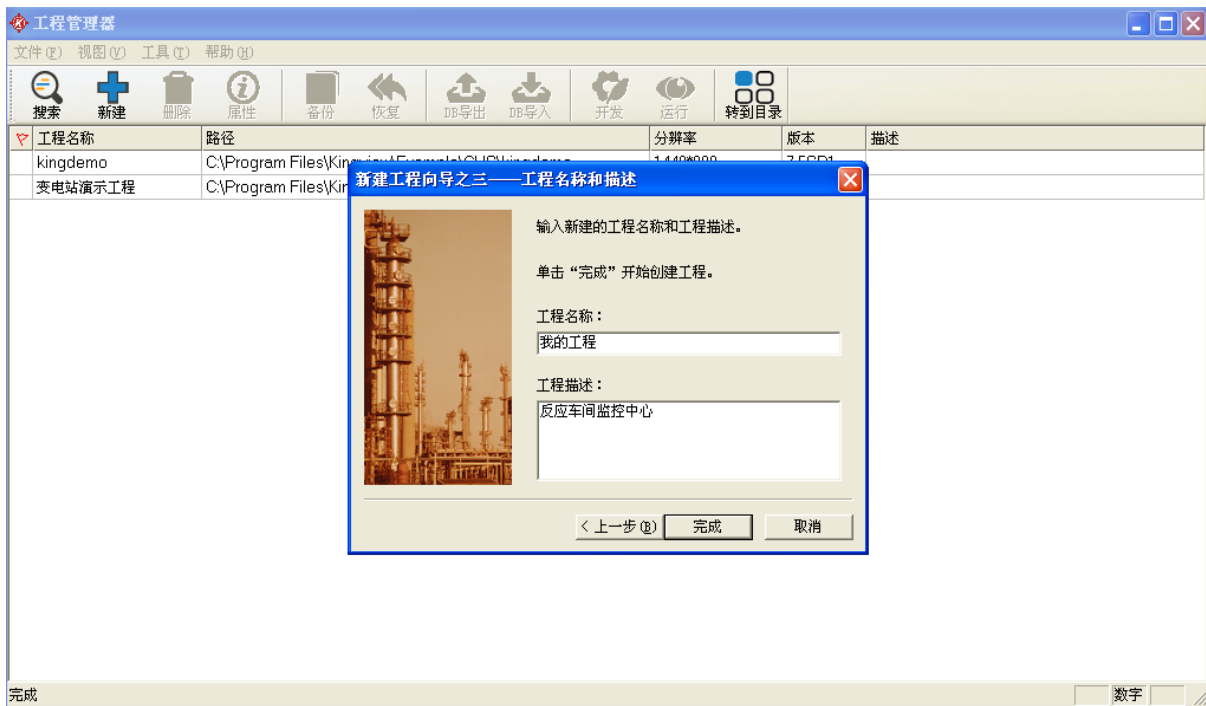 工程管理器
文件(F) 视图(V) 工具(T) 帮助(H)
搜索 新建 删除 属性 备份 恢复 DB导出 DB导入 开发 运行 转到目录
工程名称 路径 分辨率 版本 描述
kingdemo
变电站演示工程 C:\Program Files\Kin
新建工程向导之三——工程名称和描述
输入新建的工程名称和工程描述。
单击“完成”开始创建工程。
工程名称：
我的工程
工程描述：
反应车间监控中心
< 上一步(B) 完成 取消
完成 数字